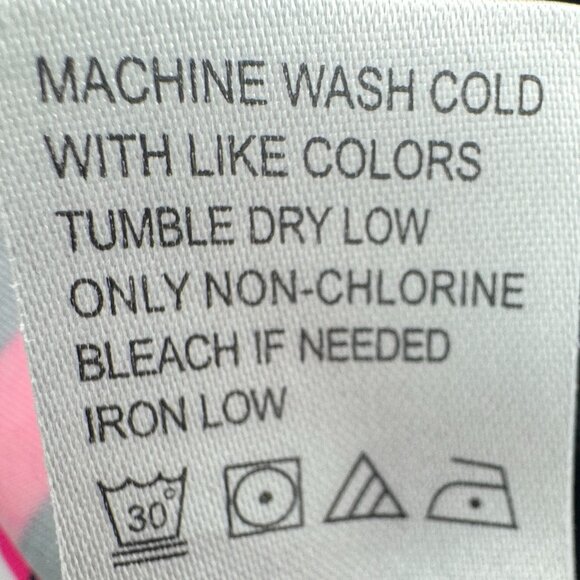 MACHINE WASH COLD
WITH LIKE COLORS
TUMBLE DRY LOW
ONLY NON-CHLORINE
BLEACH IF NEEDED
IRON LOW
30°